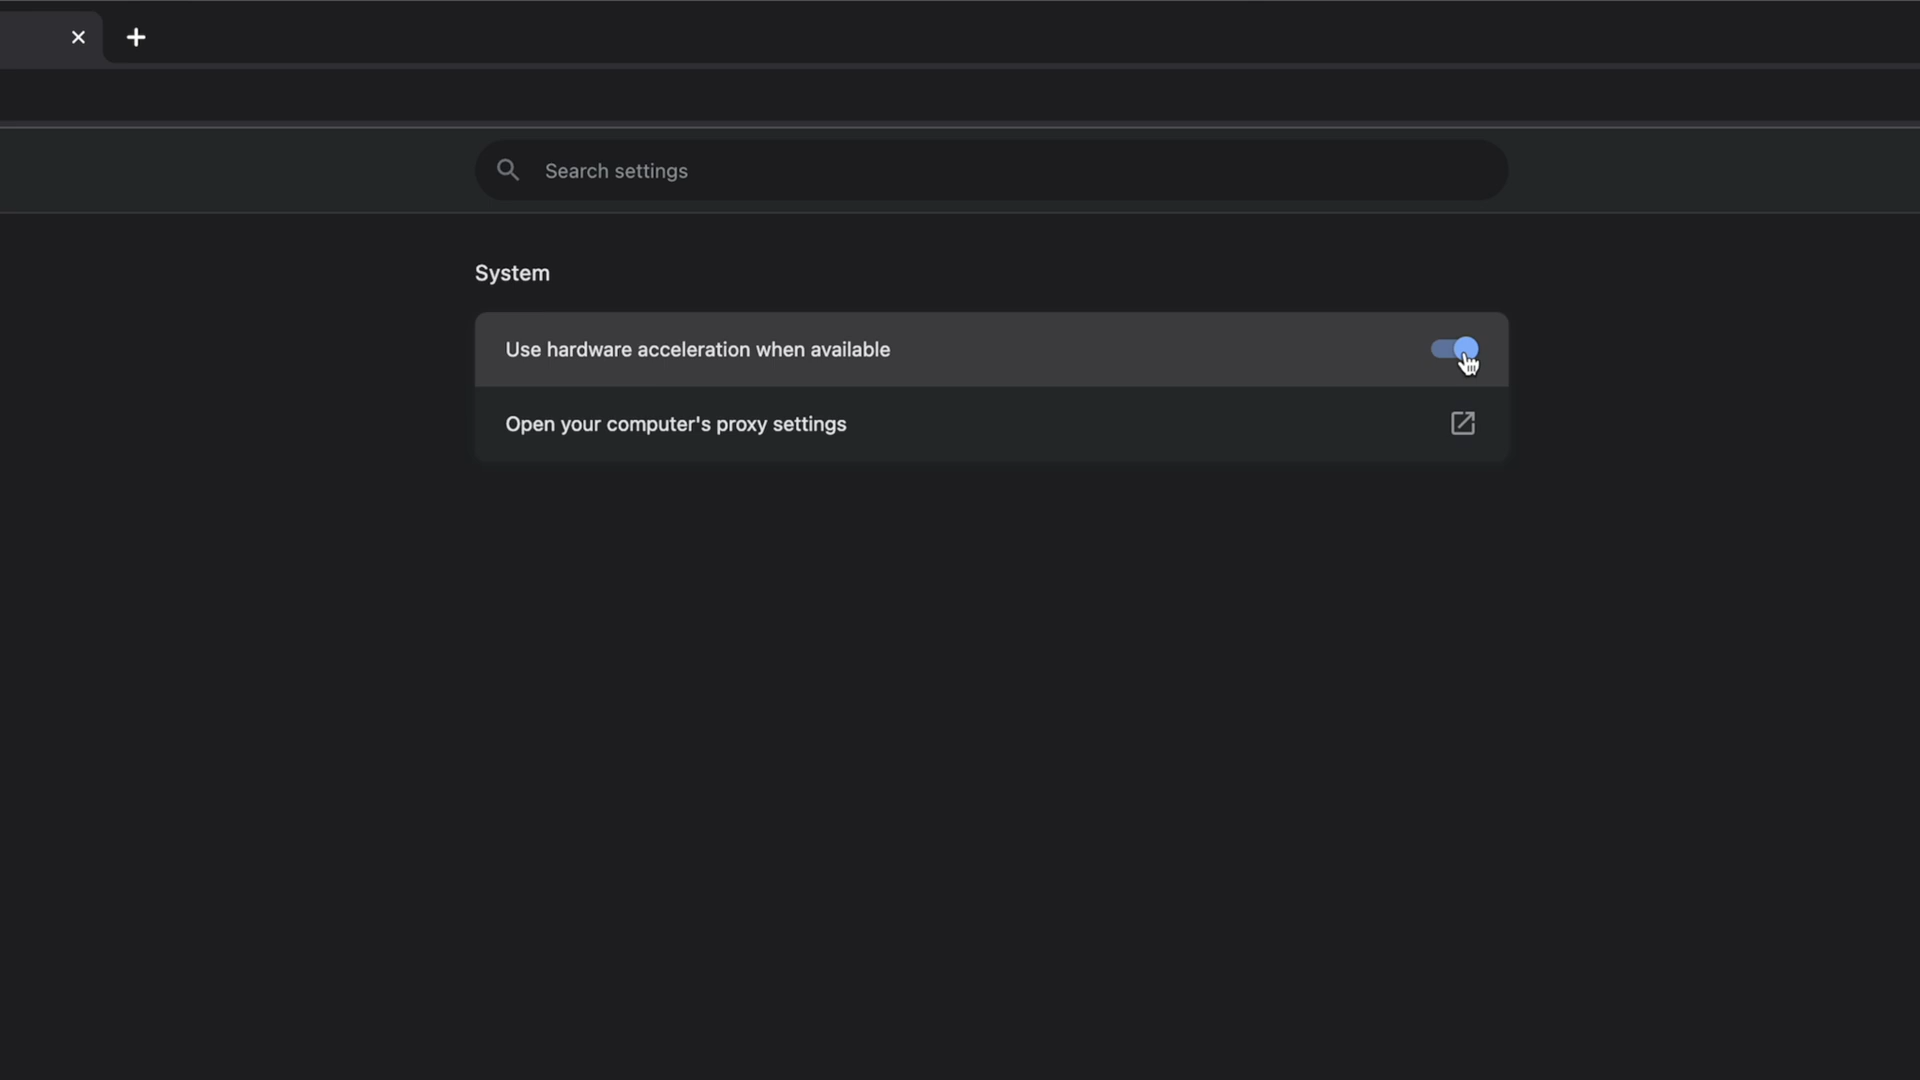 Search settings
System
Use hardware acceleration when available
Open your computer's proxy settings